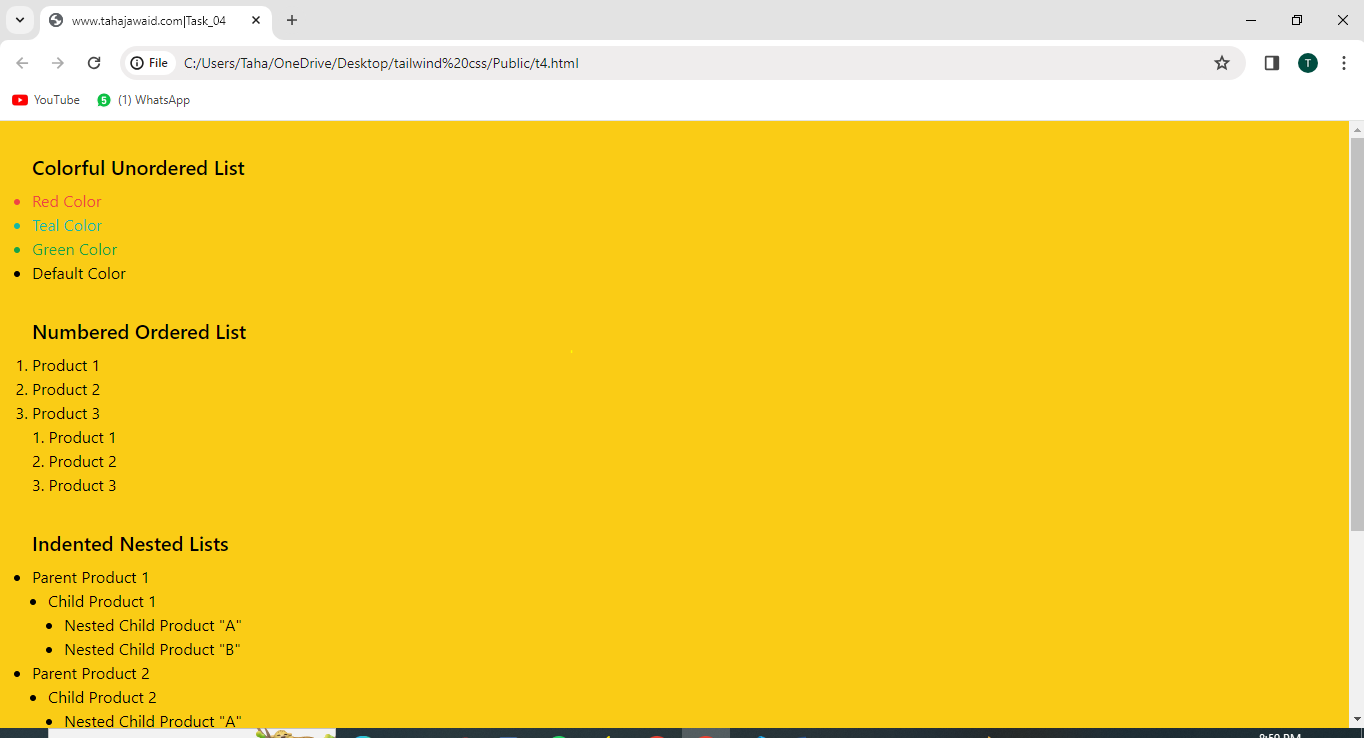 www.tahajawaid.com|Task_04
File C:/Users/Taha/OneDrive/Desktop/tailwind%20css/Public/t4.html T
YouTube 5 (1) WhatsApp
Colorful Unordered List
• Red Color
• Teal Color
• Green Color
• Default Color
Numbered Ordered List
1. Product 1
2. Product 2
3. Product 3
1. Product 1
2. Product 2
3. Product 3
Indented Nested Lists
• Parent Product 1
• Child Product 1
• Nested Child Product "A"
• Nested Child Product "B"
• Parent Product 2
• Child Product 2
• Nested Child Product "A"